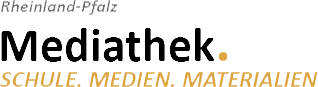 Rheinland-Pfalz
Mediathek.
SCHULE. MEDIEN. MATERIALIEN